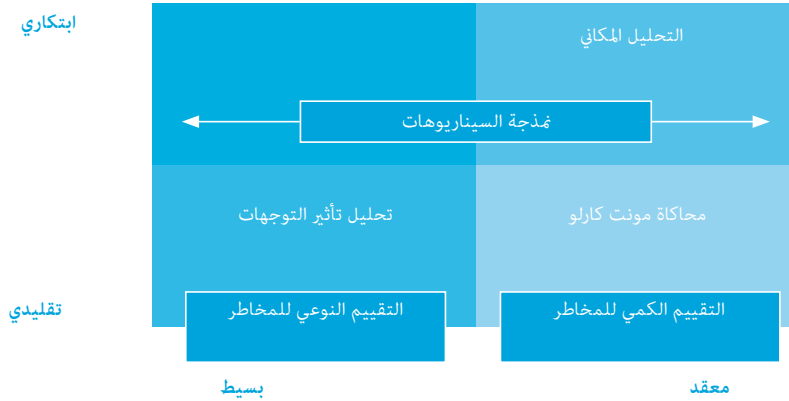 ابتكاري
التحليل المكاني
نمذجة السيناريوهات
محاكاة مونت كارلو
تحليل تأثير التوجهات
تقليدي
التقييم الكمي للمخاطر
التقييم النوعي للمخاطر
معقد
بسيط